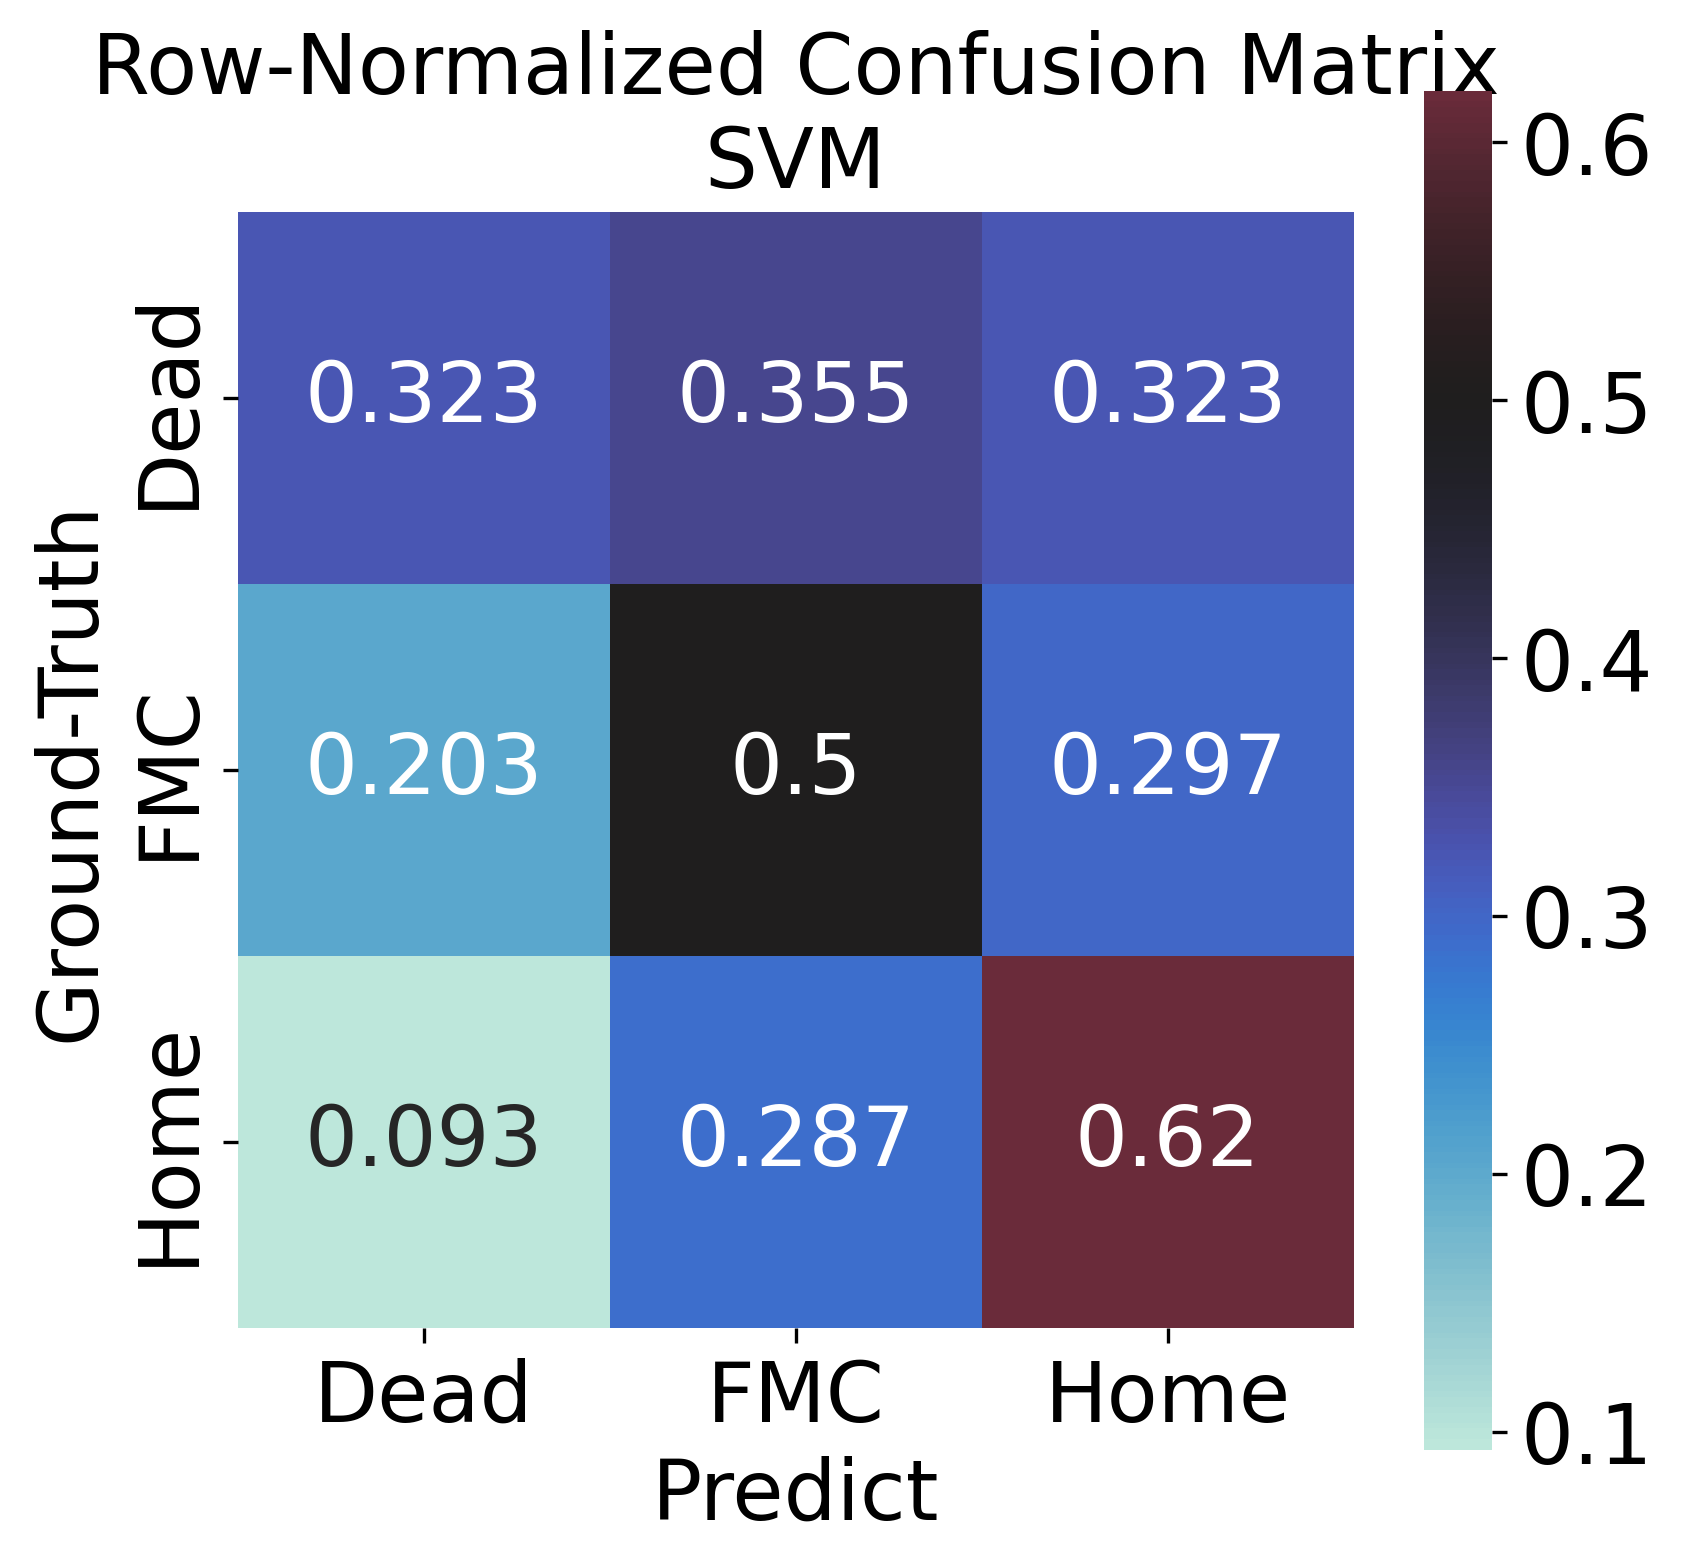 Row-Normalized Confusion Matrix
SVM
Ground-Truth
Dead
0.323
0.355
0.323
FMC
0.203
0.5
0.297
Home
0.093
0.287
0.62
Dead
FMC
Home
Predict
0.6
0.5
0.4
0.3
0.2
0.1